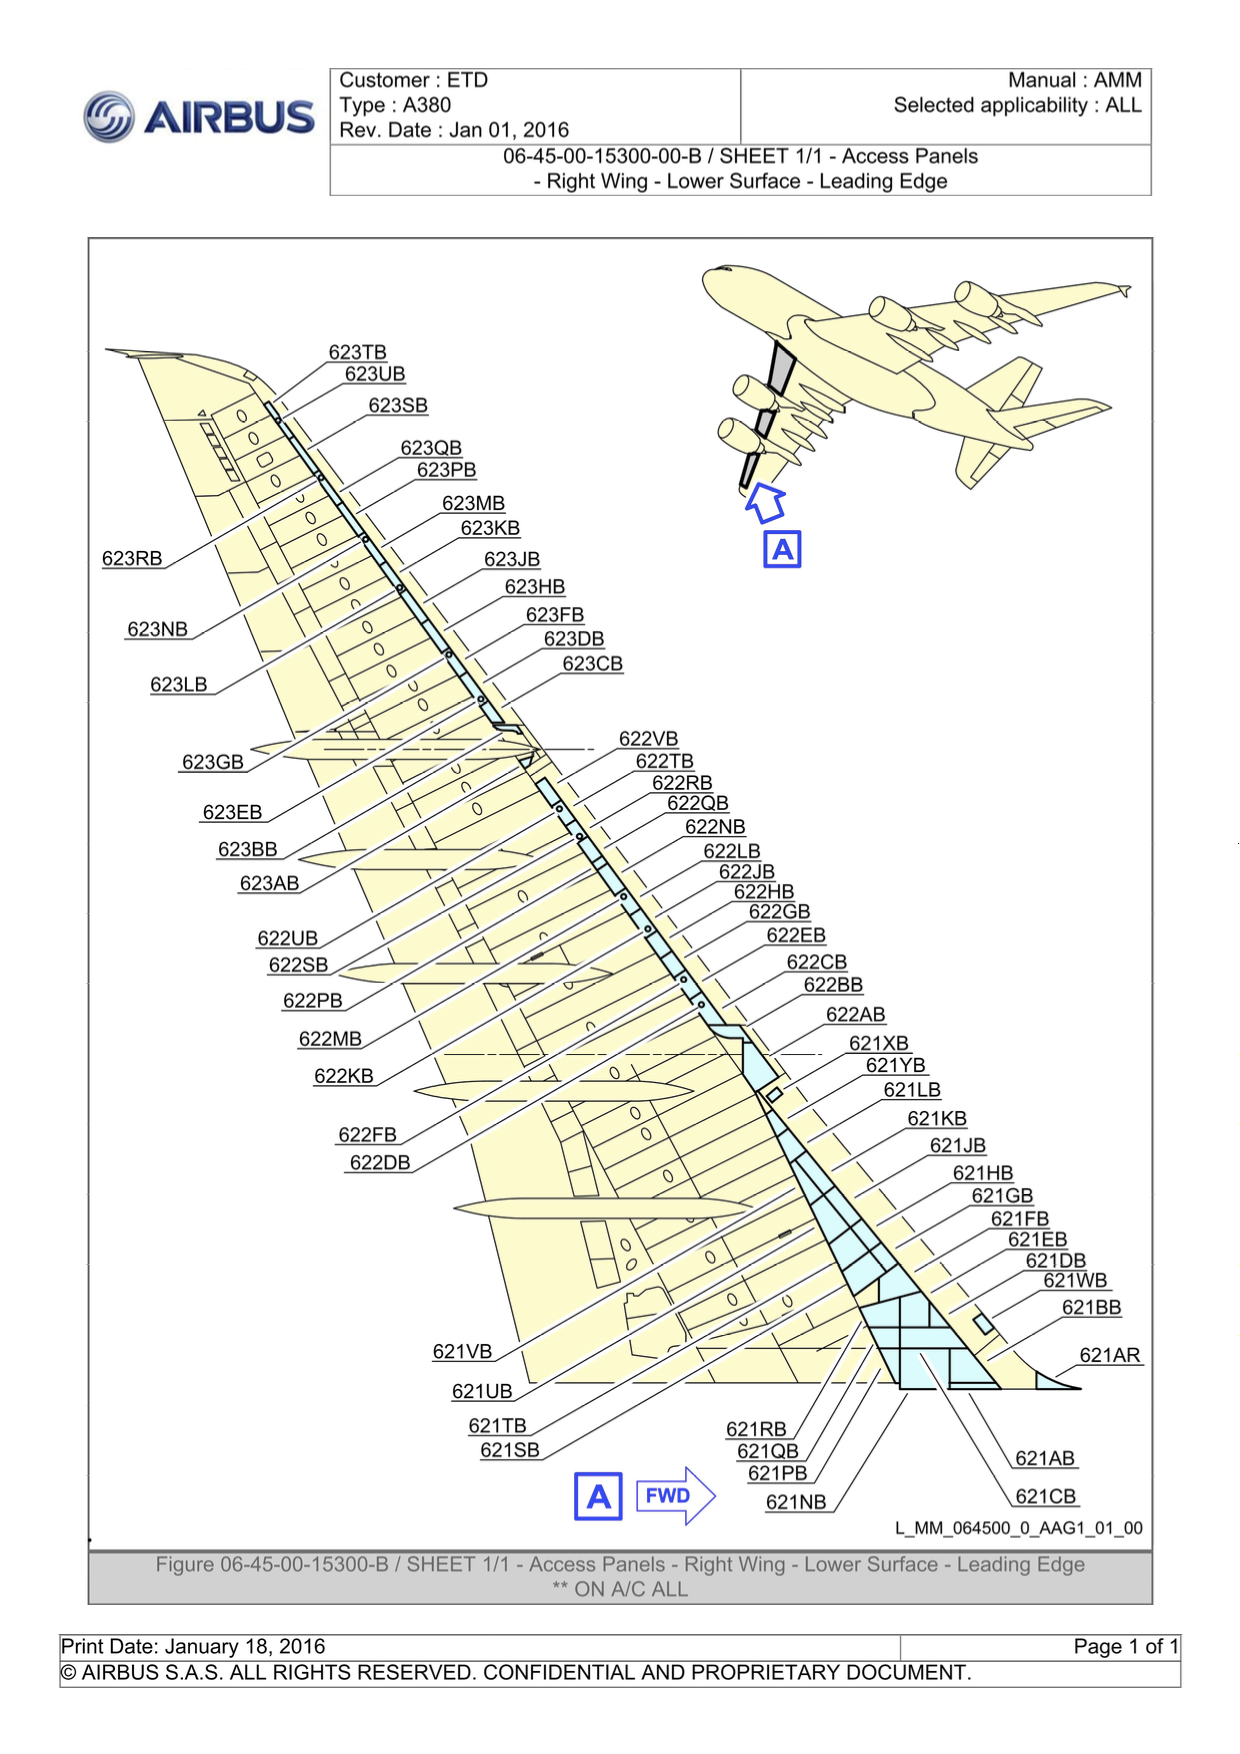 AIRBUS
Customer : ETD
Type : A380
Rev. Date : Jan 01, 2016
Manual : AMM
Selected applicability : ALL
06-45-00-15300-00-B / SHEET 1/1 - Access Panels
- Right Wing - Lower Surface - Leading Edge
623TB
623UB
623SB
623QB
623PB
623MB
623KB
623JB
623HB
623FB
623DB
623CB
A
623RB
623NB
623LB
623GB
623EB
623BB
623AB
622VB
622TB
622RB
622QB
622NB
622LB
622JB
622HB
622GB
622EB
622CB
622BB
622AB
622UB
622SB
622PB
622MB
622KB
622FB
622DB
621XB
621YB
621LB
621KB
621JB
621HB
621GB
621FB
621EB
621DB
621WB
621BB
621AR
621VB
621UB
621TB
621SB
621RB
621QB
621PB
621NB
621AB
621CB
A
FWD
L_MM_064500_0_AAG1_01_00
Figure 06-45-00-15300-B / SHEET 1/1 - Access Panels - Right Wing - Lower Surface - Leading Edge
** ON A/C ALL
Print Date: January 18, 2016
Page 1 of 1
© AIRBUS S.A.S. ALL RIGHTS RESERVED. CONFIDENTIAL AND PROPRIETARY DOCUMENT.